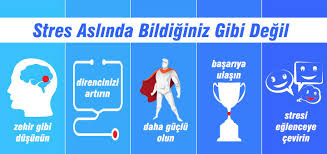 Stres Aslında Bildiğiniz Gibi Değil
zehir gibi
düşünün
direncinizi
artırın
daha güçlü
olun
başarıya
ulaşın
stresi
eğlenceye
çevirin